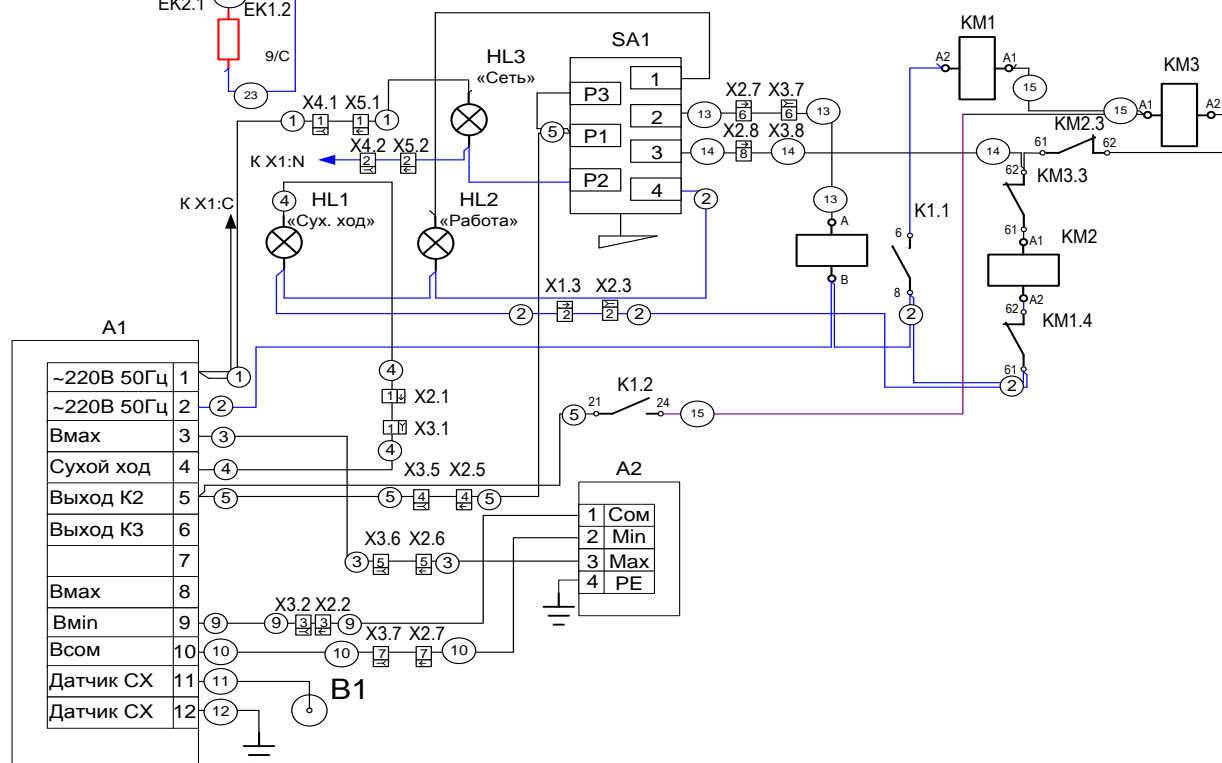 EK2.1
EK1.2
9/C
23
HL3
«Сеть»
SA1
KM1
KM3
A2
A1
15
15
A1
A2
X4.1 X5.1
1
1
1
1
X4.2 X5.2
2
2
К X1:N
5
P3
P1
P2
1
2
3
4
X2.7 X3.7
13
6
6
13
X2.8 X3.8
14
8
14
14
KM2.3
61
62
62
KM3.3
К X1:C
4
HL1
«Сух. ход»
HL2
«Работа»
2
13
A
B
K1.1
6
8
2
61
A1
KM2
A2
62
KM1.4
61
2
X1.3 X2.3
2
2
2
2
A1
~220В 50Гц 1
1
~220В 50Гц 2
2
Вмах 3
3
Сухой ход 4
4
Выход К2 5
5
Выход К3 6
7
Вмах 8
Вмin 9
9
Всом 10
10
Датчик СХ 11
11
Датчик СХ 12
12
4
1
X2.1
1
X3.1
4
K1.2
5
21
24
15
X3.5 X2.5
5
4
4
5
A2
1 Сом
2 Min
3 Max
4 PE
X3.6 X2.6
3
5
5
3
X3.2 X2.2
9
3
3
9
X3.7 X2.7
10
7
7
10
B1